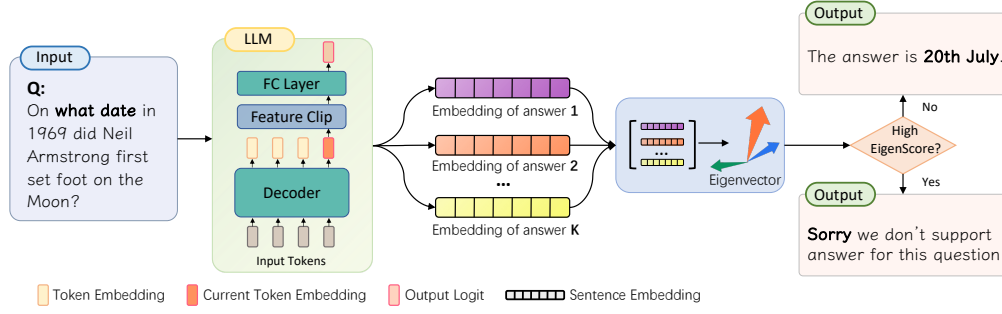 Input
Q:
On what date in
1969 did Neil
Armstrong first
set foot on the
Moon?
LLM
FC Layer
Feature Clip
Decoder
Input Tokens
Embedding of answer 1
Embedding of answer 2
...
Embedding of answer K
...
Eigenvector
High
EigenScore?
No
Yes
Output
The answer is 20th July.
Output
Sorry we don't support
answer for this question
Token Embedding
Current Token Embedding
Output Logit
Sentence Embedding